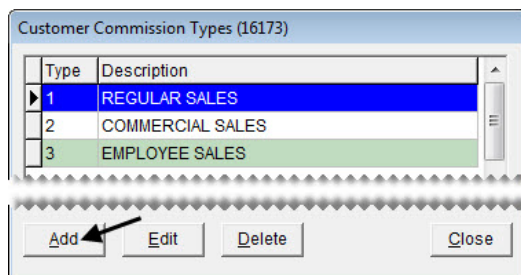 Customer Commission Types (16173)
Type Description
1 REGULAR SALES
2 COMMERCIAL SALES
3 EMPLOYEE SALES
Add Edit Delete Close